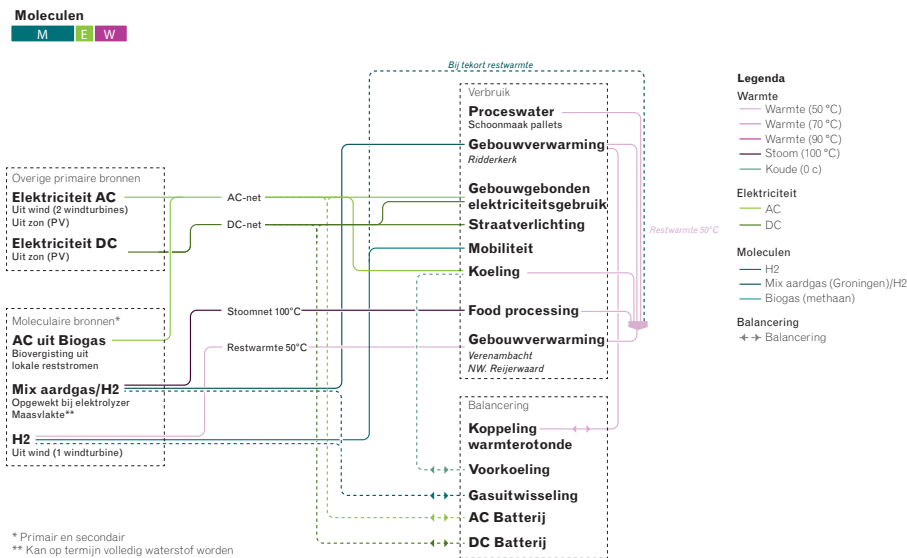 Moleculen
M E W
Bij tekort restwarmte
Overige primaire bronnen
Elektriciteit AC
Uit wind (2 windturbines)
Uit zon (PV)
Elektriciteit DC
Uit zon (PV)
Moleculaire bronnen*
AC uit Biogas
Biovergisting uit
lokale reststromen
Mix aardgas/H2
Opgewekt bij elektrolyzer
Maasvlakte**
H2
Uit wind (1 windturbine)
AC-net
DC-net
Stoomnet 100°C
Restwarmte 50°C
Verbruik
Proceswater
Schoonmaak pallets
Gebouwverwarming
Ridderkerk
Gebouwgebonden
elektriciteitsgebruik
Straatverlichting
Mobiliteit
Koeling
Food processing
Gebouwverwarming
Verenambacht
NW. Reijerwaard
Restwarmte 50°C
Balancering
Koppeling
warmterotonde
Voorkoeling
Gasuitwisseling
AC Batterij
DC Batterij
Legenda
Warmte
Warmte (50 °C)
Warmte (70 °C)
Warmte (90 °C)
Stoom (100 °C)
Koude (0 c)
Elektriciteit
AC
DC
Moleculen
H2
Mix aardgas (Groningen)/H2
Biogas (methaan)
Balancering
Balancering
* Primair en secondair
** Kan op termijn volledig waterstof worden